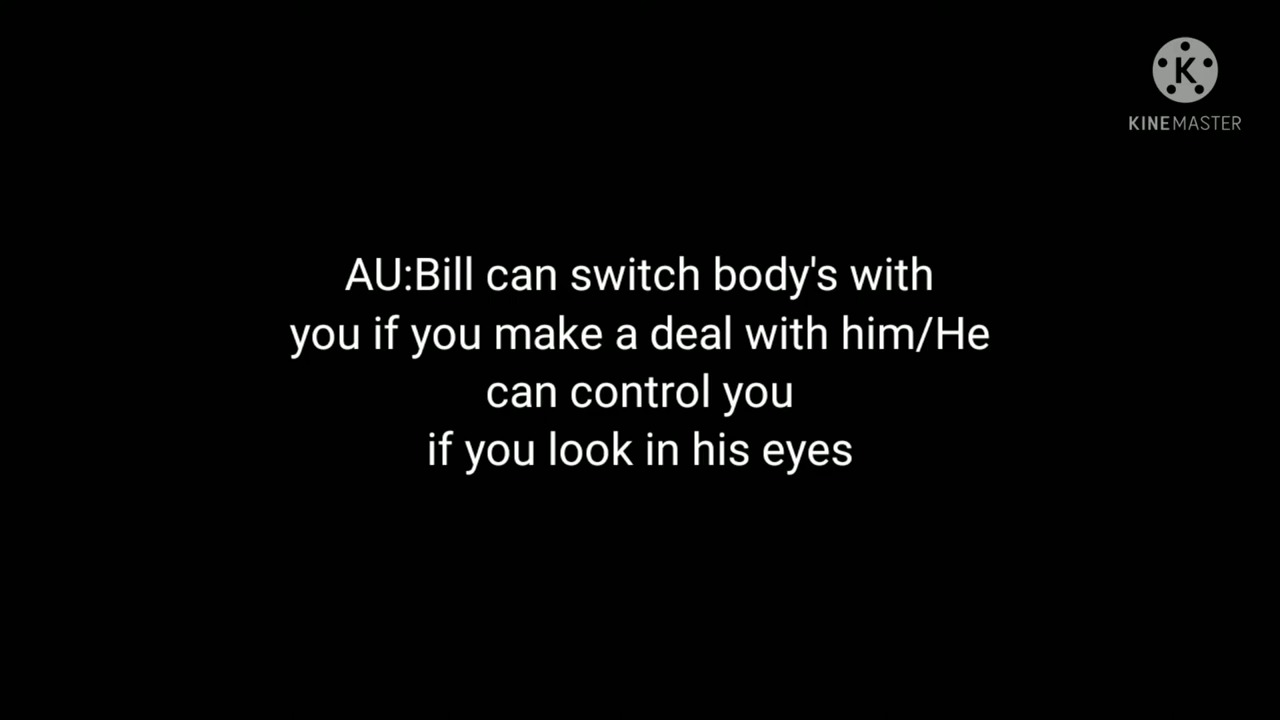 K
KINEMASTER
AU:Bill can switch body's with
you if you make a deal with him/He
can control you
if you look in his eyes